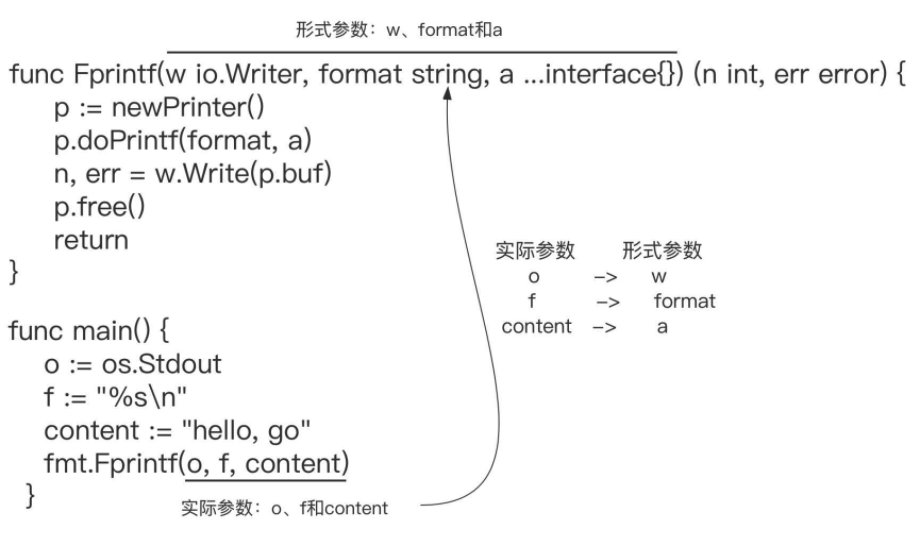 形式参数：w、format和a
func Fprintf(w io.Writer, format string, a ...interface{}) (n int, err error) {
p := newPrinter()
p.doPrintf(format, a)
n, err = w.Write(p.buf)
p.free()
return
}
实际参数 形式参数
o -> w
f -> format
content -> a
func main() {
o := os.Stdout
f := "%s\n"
content := "hello, go"
fmt.Fprintf(o, f, content)
}
实际参数：o、f和content